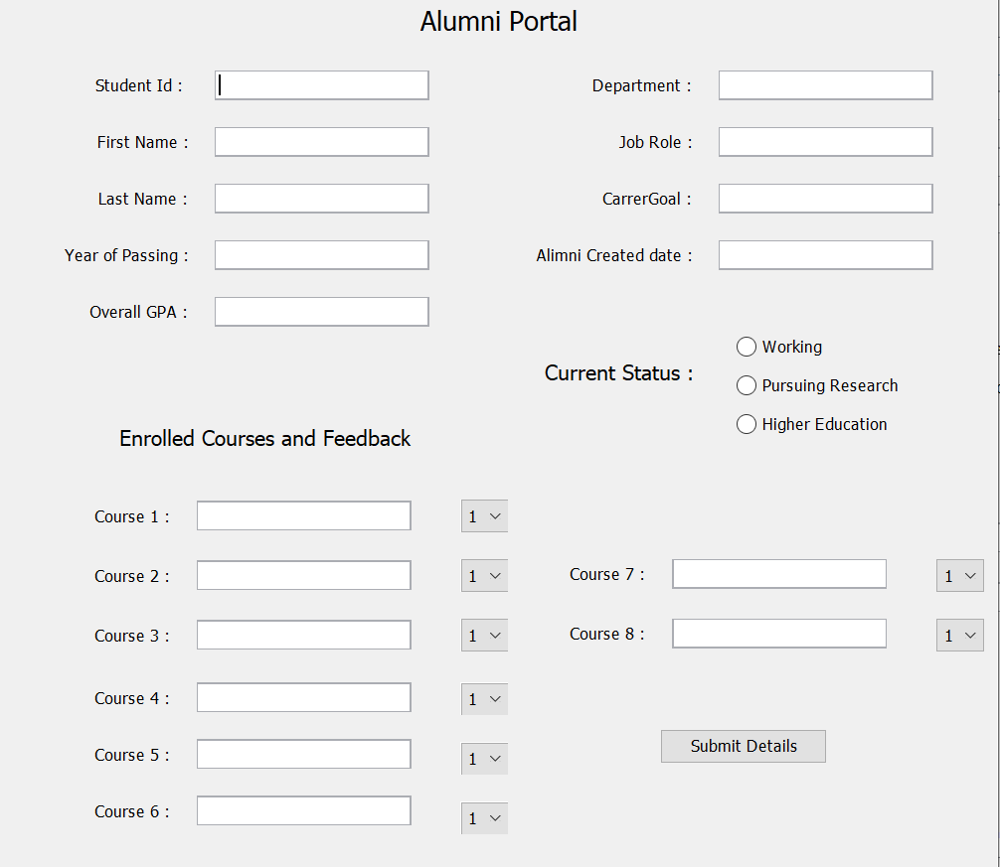 Alumni Portal
Student Id :
Department :
First Name :
Job Role :
Last Name :
CarrerGoal :
Year of Passing :
Alimni Created date :
Overall GPA :
Working
Current Status :
Pursuing Research
Higher Education
Enrolled Courses and Feedback
Course 1 : 1
Course 2 : 1
Course 7 : 1
Course 3 : 1
Course 8 : 1
Course 4 : 1
Submit Details
Course 5 : 1
Course 6 : 1